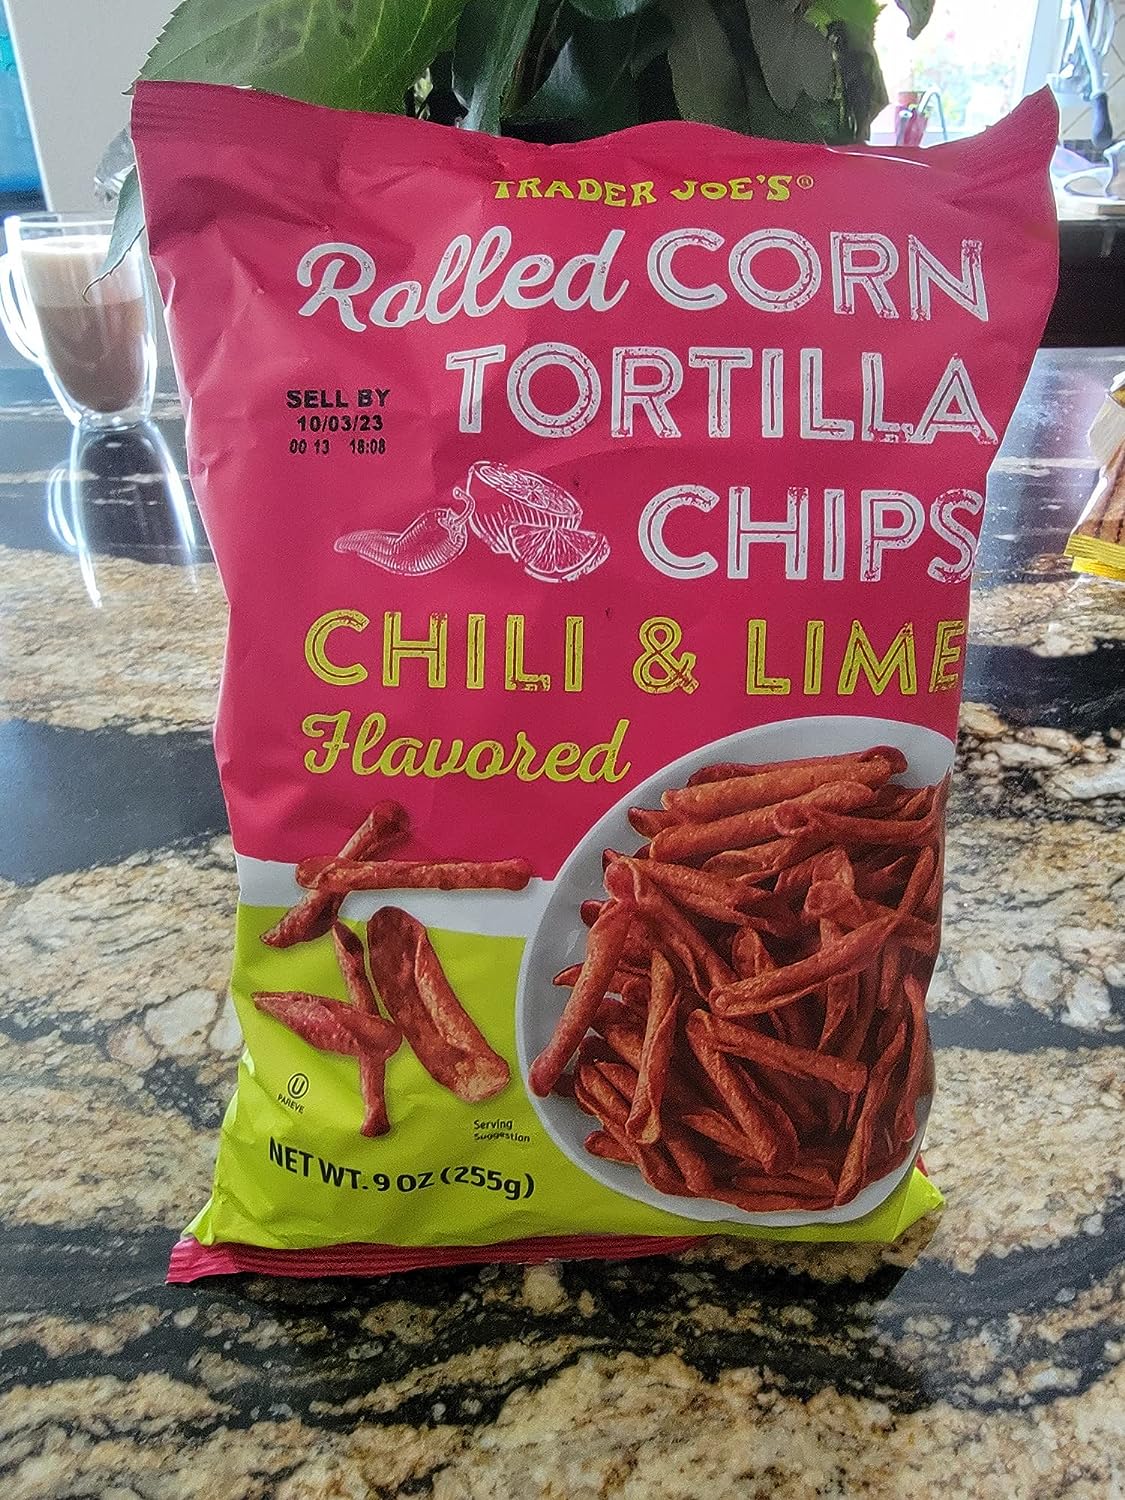 TRADER JOE'S®
Rolled CORN
TORTILLA
CHIPS
SELL BY
10/03/23
00 13 18:08
CHILI & LIME
Flavored
U
PAREVE
Serving
Suggestion
NET WT. 9 OZ (255g)